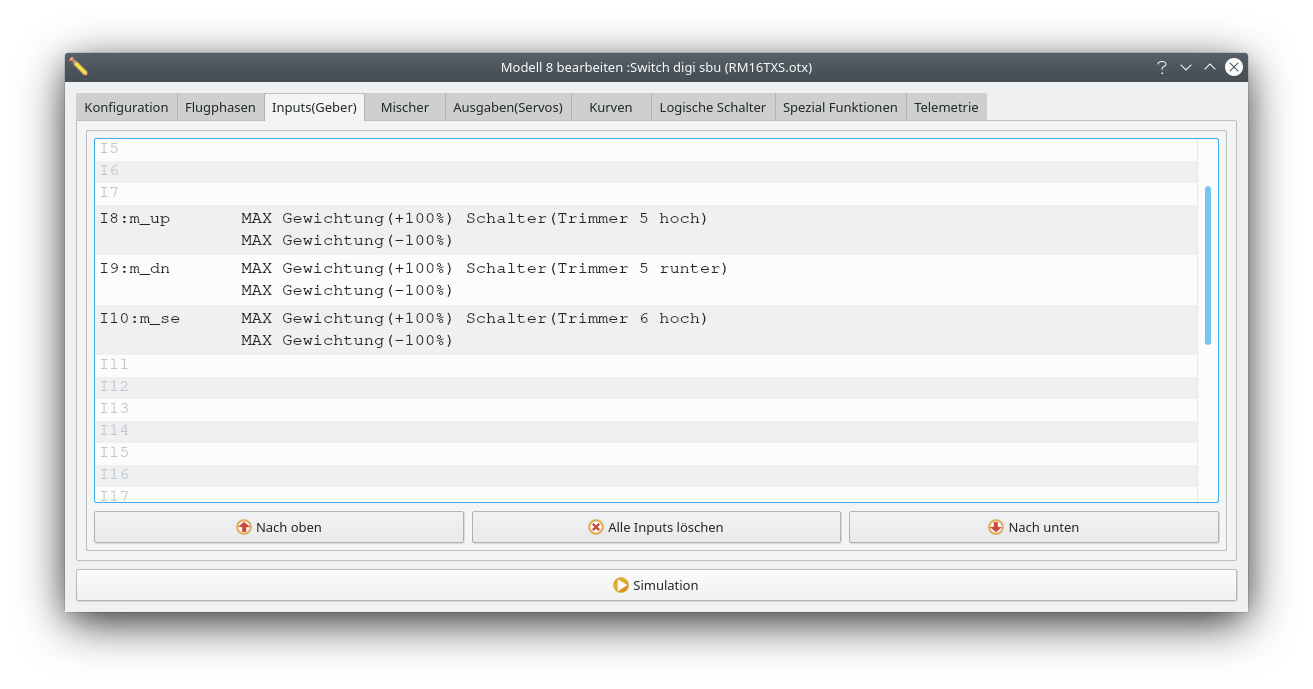 Modell 8 bearbeiten :Switch digi sbu (RM16TXS.otx)
Konfiguration Flugphasen Inputs(Geber) Mischer Ausgaben(Servos) Kurven Logische Schalter Spezial Funktionen Telemetrie
I5
I6
I7
I8:m_up MAX Gewichtung(+100%) Schalter(Trimmer 5 hoch)
MAX Gewichtung(-100%)
I9:m_dn MAX Gewichtung(+100%) Schalter(Trimmer 5 runter)
MAX Gewichtung(-100%)
I10:m_se MAX Gewichtung(+100%) Schalter(Trimmer 6 hoch)
MAX Gewichtung(-100%)
I11
I12
I13
I14
I15
I16
I17
Nach oben Alle Inputs löschen Nach unten
Simulation